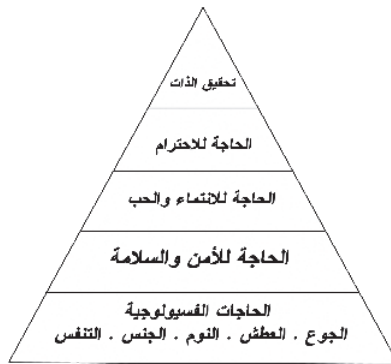 تحقيق الذات
الحاجة للاحترام
الحاجة للانتماء والحب
الحاجة للأمن والسلامة
الحاجات الفسيولوجية
الجوع . العطش . النوم . الجنس . التنفس